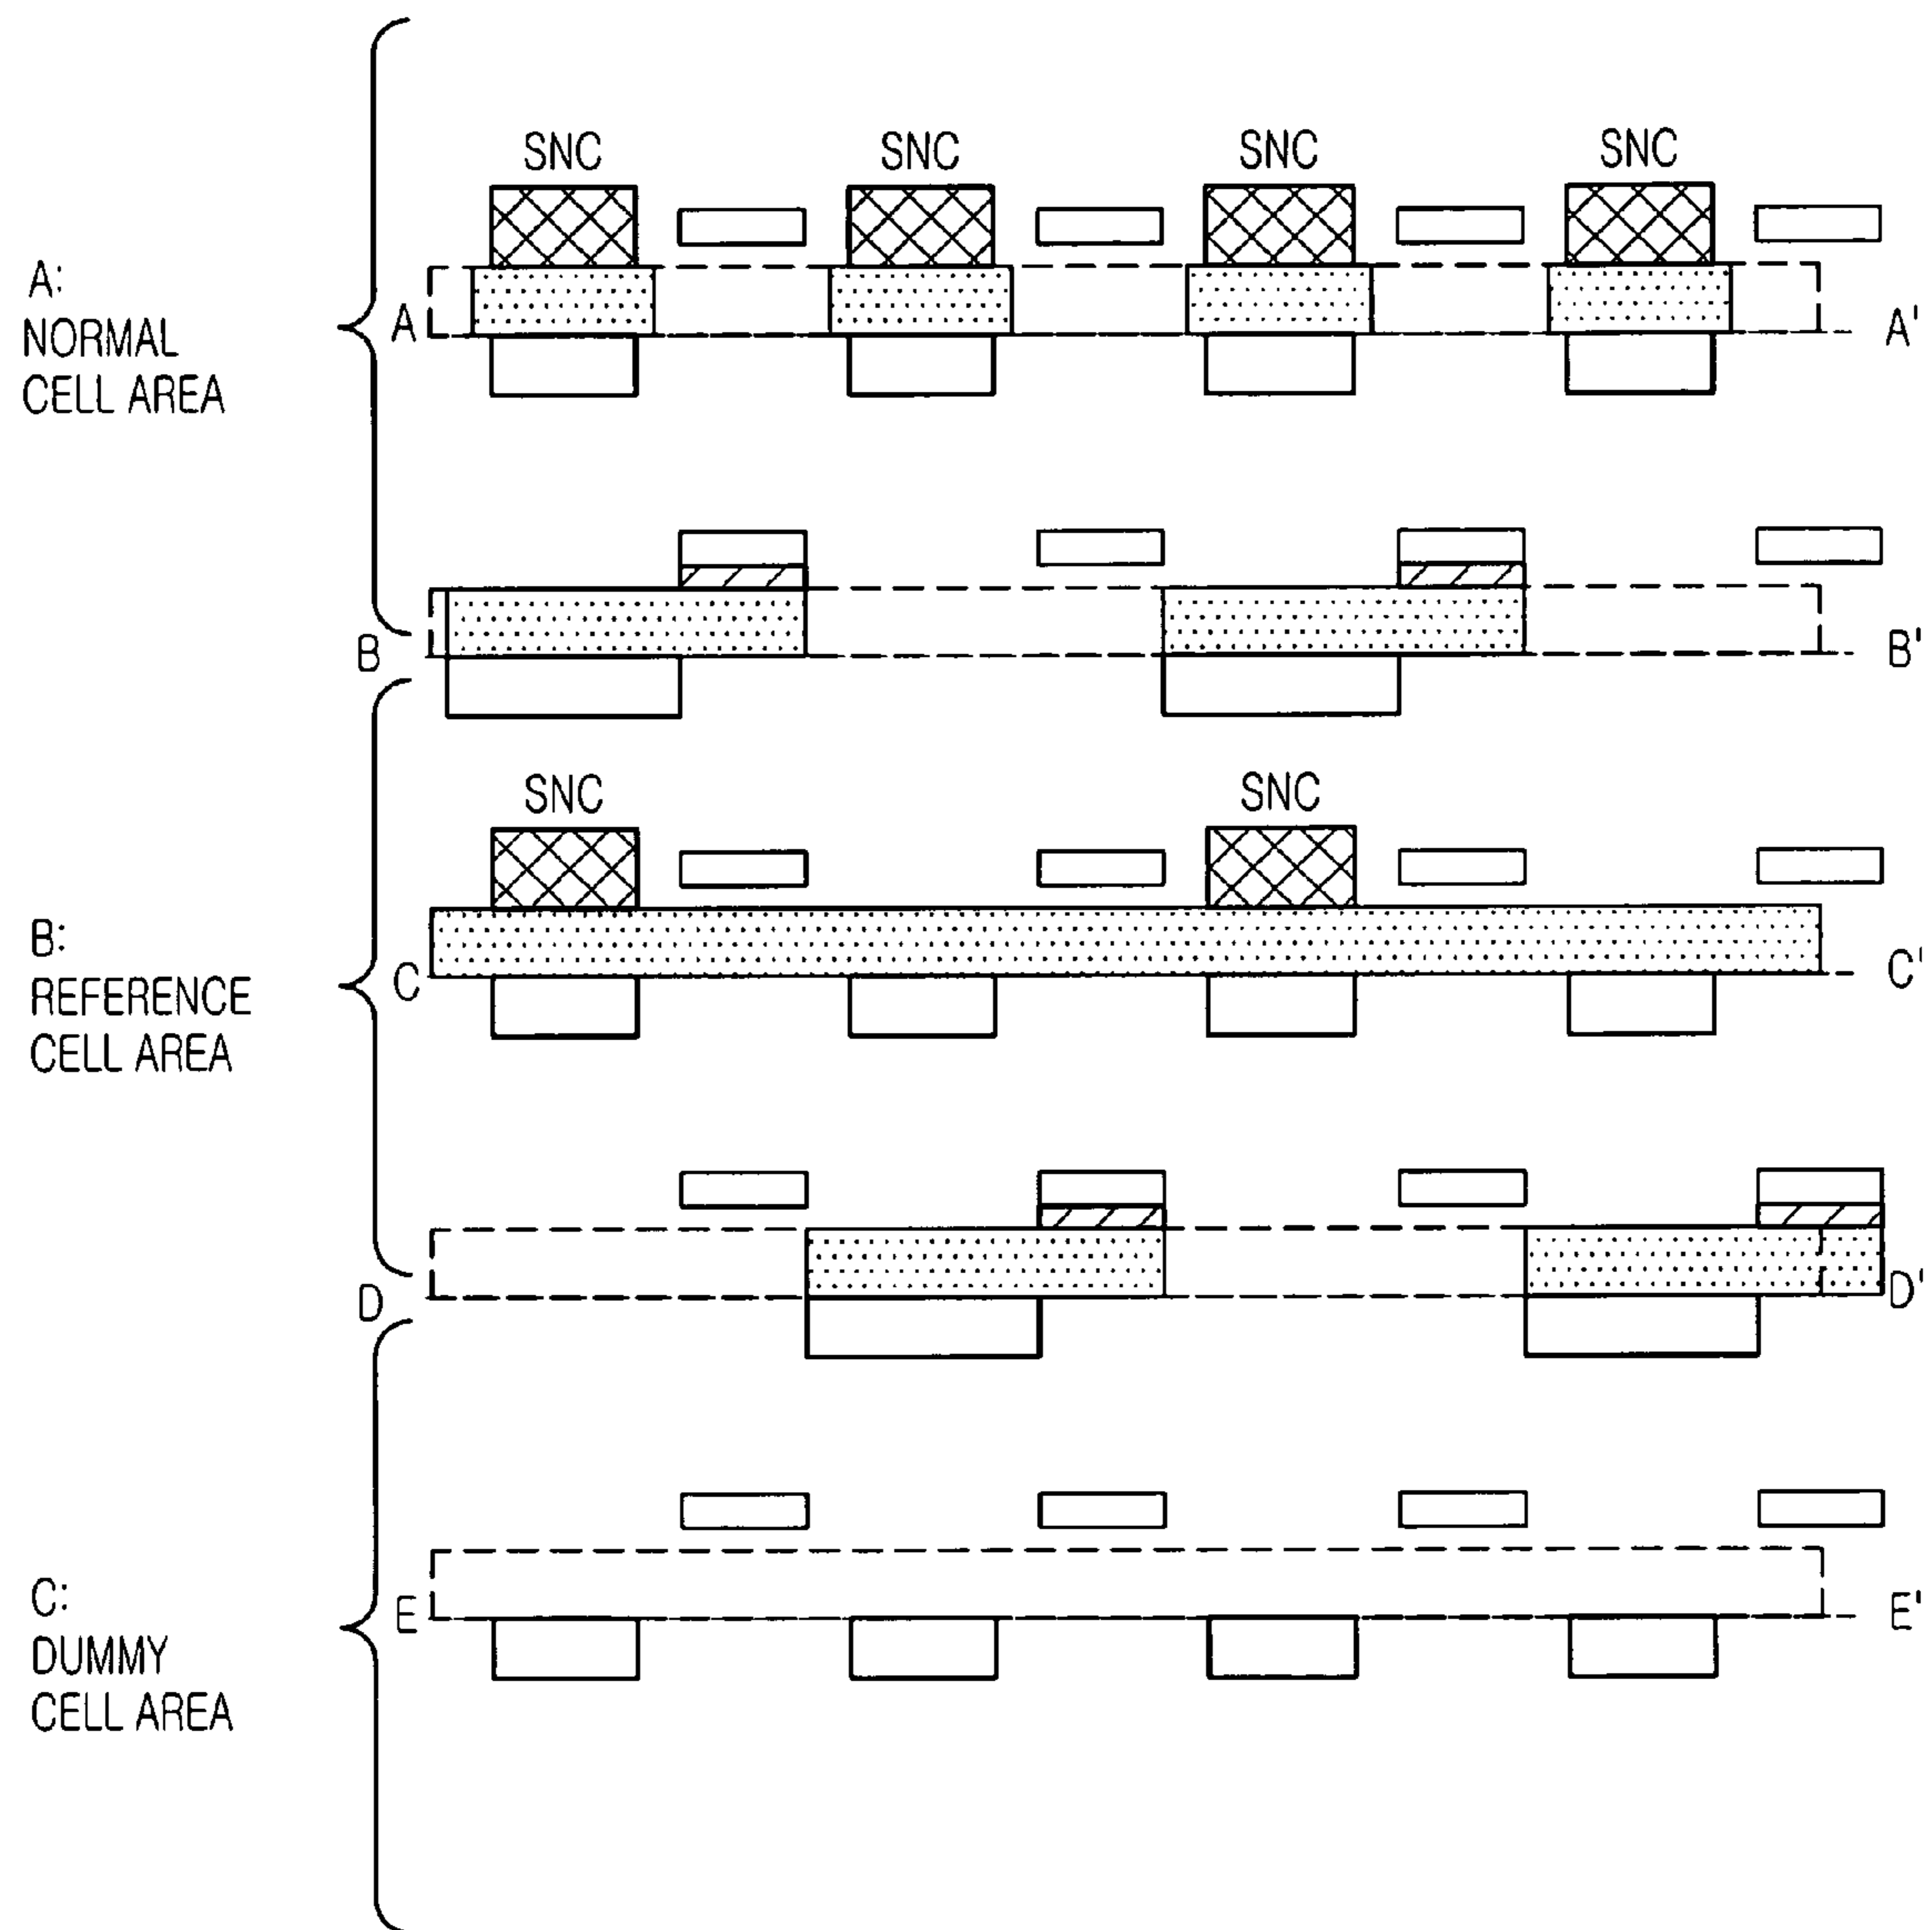 SNC SNC SNC SNC
A:
NORMAL
CELL AREA
A A'
B B'
SNC SNC
B:
REFERENCE
CELL AREA
C C'
D D'
C:
DUMMY
CELL AREA
E E'